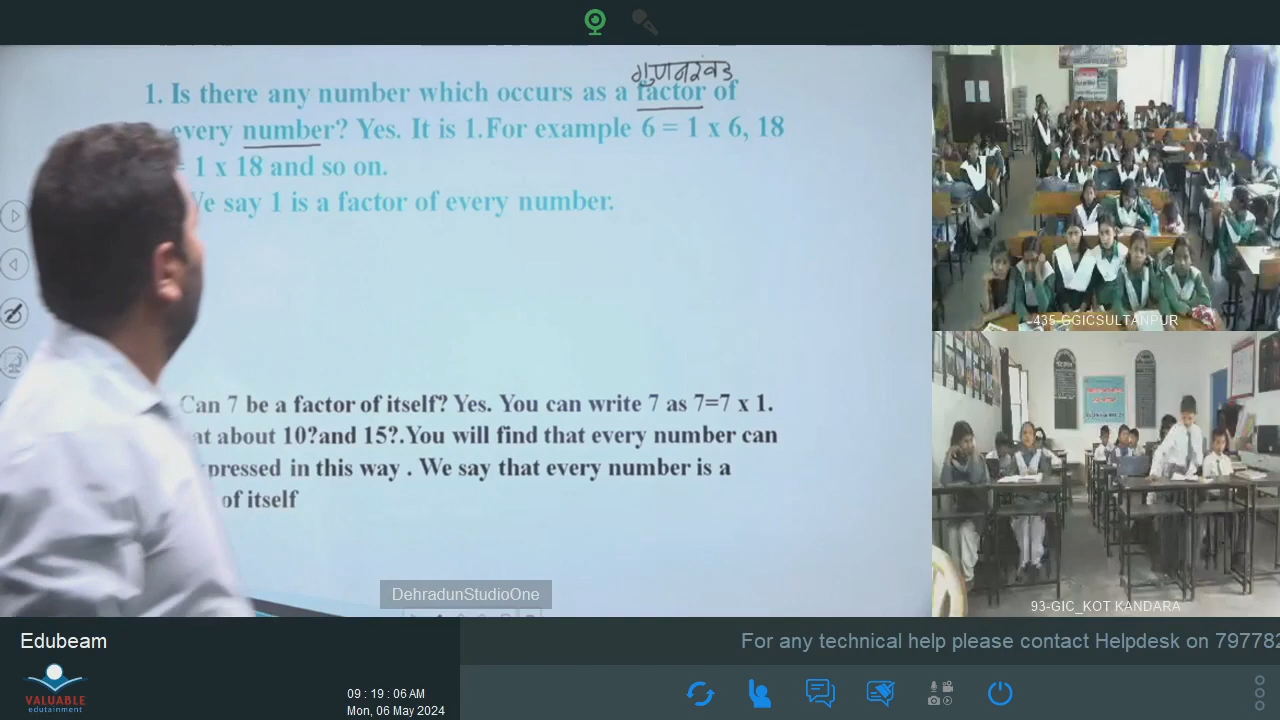 गुणनखंड
1. Is there any number which occurs as a factor of
every number? Yes. It is 1.For example 6 = 1 x 6, 18
= 1 x 18 and so on.
We say 1 is a factor of every number.
Can 7 be a factor of itself? Yes. You can write 7 as 7=7 x 1.
at about 10?and 15?.You will find that every number can
pressed in this way . We say that every number is a
of itself
DehradunStudioOne
435-GGICSULTANPUR
93-GIC_KOT KANDARA
Edubeam
For any technical help please contact Helpdesk on 797782
VALUABLE
edutainment
09 : 19 : 06 AM
Mon, 06 May 2024